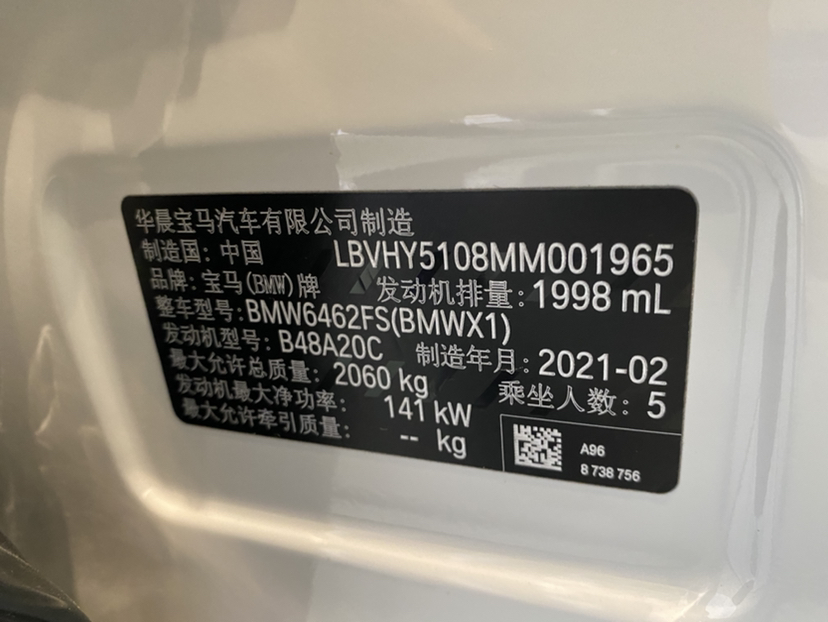 华晨宝马汽车有限公司制造
制造国: 中国 LBVHY5108MM001965
品牌: 宝马(BMW)牌 发动机排量: 1998 mL
整车型号: BMW6462FS(BMWX1)
发动机型号: B48A20C 制造年月: 2021-02
最大允许总质量: 2060 kg 乘坐人数: 5
发动机最大净功率: 141 kW
最大允许牵引质量: -- kg
A96
8 738 756